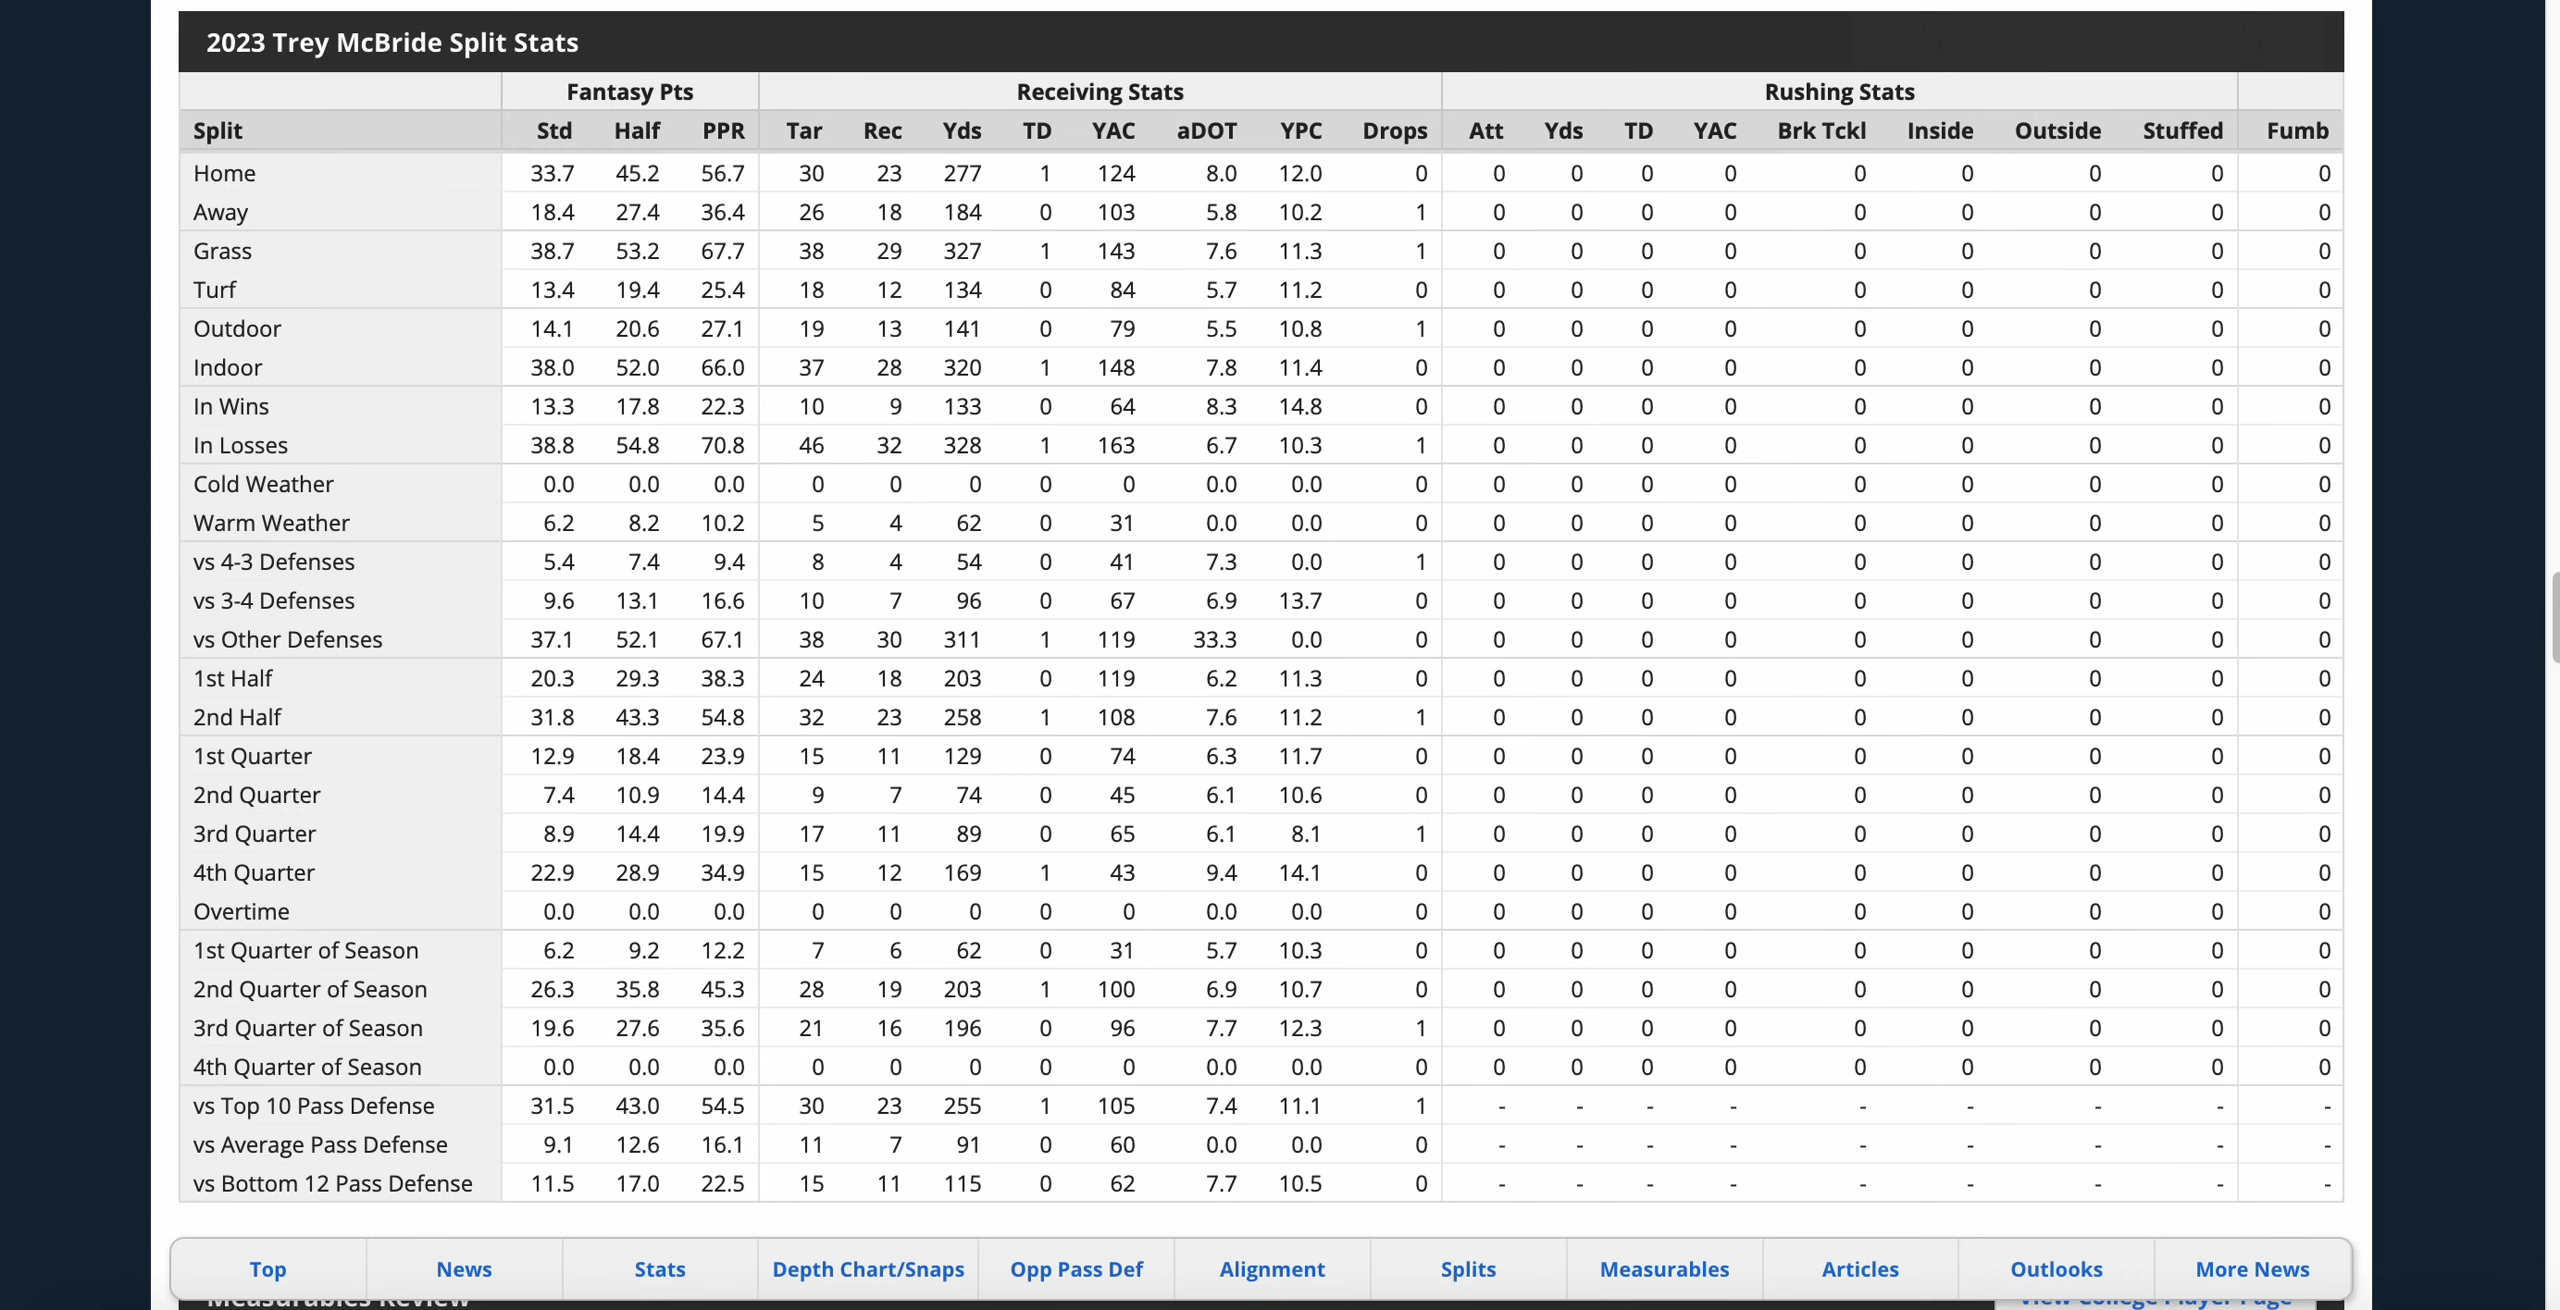 2023 Trey McBride Split Stats
Fantasy Pts Receiving Stats Rushing Stats
Split Std Half PPR Tar Rec Yds TD YAC aDOT YPC Drops Att Yds TD YAC Brk Tckl Inside Outside Stuffed Fumb
Home 33.7 45.2 56.7 30 23 277 1 124 8.0 12.0 0 0 0 0 0 0 0 0 0 0
Away 18.4 27.4 36.4 26 18 184 0 103 5.8 10.2 1 0 0 0 0 0 0 0 0 0
Grass 38.7 53.2 67.7 38 29 327 1 143 7.6 11.3 1 0 0 0 0 0 0 0 0 0
Turf 13.4 19.4 25.4 18 12 134 0 84 5.7 11.2 0 0 0 0 0 0 0 0 0 0
Outdoor 14.1 20.6 27.1 19 13 141 0 79 5.5 10.8 1 0 0 0 0 0 0 0 0 0
Indoor 38.0 52.0 66.0 37 28 320 1 148 7.8 11.4 0 0 0 0 0 0 0 0 0 0
In Wins 13.3 17.8 22.3 10 9 133 0 64 8.3 14.8 0 0 0 0 0 0 0 0 0 0
In Losses 38.8 54.8 70.8 46 32 328 1 163 6.7 10.3 1 0 0 0 0 0 0 0 0 0
Cold Weather 0.0 0.0 0.0 0 0 0 0 0 0.0 0.0 0 0 0 0 0 0 0 0 0 0
Warm Weather 6.2 8.2 10.2 5 4 62 0 31 0.0 0.0 0 0 0 0 0 0 0 0 0 0
vs 4-3 Defenses 5.4 7.4 9.4 8 4 54 0 41 7.3 0.0 1 0 0 0 0 0 0 0 0 0
vs 3-4 Defenses 9.6 13.1 16.6 10 7 96 0 67 6.9 13.7 0 0 0 0 0 0 0 0 0 0
vs Other Defenses 37.1 52.1 67.1 38 30 311 1 119 33.3 0.0 0 0 0 0 0 0 0 0 0 0
1st Half 20.3 29.3 38.3 24 18 203 0 119 6.2 11.3 0 0 0 0 0 0 0 0 0 0
2nd Half 31.8 43.3 54.8 32 23 258 1 108 7.6 11.2 1 0 0 0 0 0 0 0 0 0
1st Quarter 12.9 18.4 23.9 15 11 129 0 74 6.3 11.7 0 0 0 0 0 0 0 0 0 0
2nd Quarter 7.4 10.9 14.4 9 7 74 0 45 6.1 10.6 0 0 0 0 0 0 0 0 0 0
3rd Quarter 8.9 14.4 19.9 17 11 89 0 65 6.1 8.1 1 0 0 0 0 0 0 0 0 0
4th Quarter 22.9 28.9 34.9 15 12 169 1 43 9.4 14.1 0 0 0 0 0 0 0 0 0 0
Overtime 0.0 0.0 0.0 0 0 0 0 0 0.0 0.0 0 0 0 0 0 0 0 0 0 0
1st Quarter of Season 6.2 9.2 12.2 7 6 62 0 31 5.7 10.3 0 0 0 0 0 0 0 0 0 0
2nd Quarter of Season 26.3 35.8 45.3 28 19 203 1 100 6.9 10.7 0 0 0 0 0 0 0 0 0 0
3rd Quarter of Season 19.6 27.6 35.6 21 16 196 0 96 7.7 12.3 1 0 0 0 0 0 0 0 0 0
4th Quarter of Season 0.0 0.0 0.0 0 0 0 0 0 0.0 0.0 0 0 0 0 0 0 0 0 0 0
vs Top 10 Pass Defense 31.5 43.0 54.5 30 23 255 1 105 7.4 11.1 1 - - - - - - - - -
vs Average Pass Defense 9.1 12.6 16.1 11 7 91 0 60 0.0 0.0 0 - - - - - - - - -
vs Bottom 12 Pass Defense 11.5 17.0 22.5 15 11 115 0 62 7.7 10.5 0 - - - - - - - - -
Top News Stats Depth Chart/Snaps Opp Pass Def Alignment Splits Measurables Articles Outlooks More News
Measurables Review View College Player Page